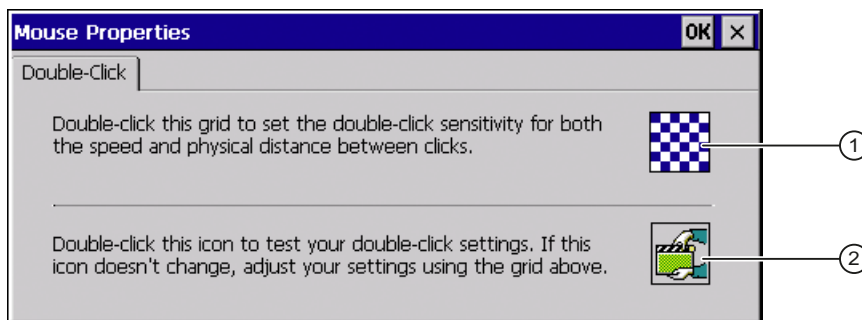 Mouse Properties OK ×
Double-Click
Double-click this grid to set the double-click sensitivity for both
the speed and physical distance between clicks.
1
Double-click this icon to test your double-click settings. If this
icon doesn't change, adjust your settings using the grid above.
2